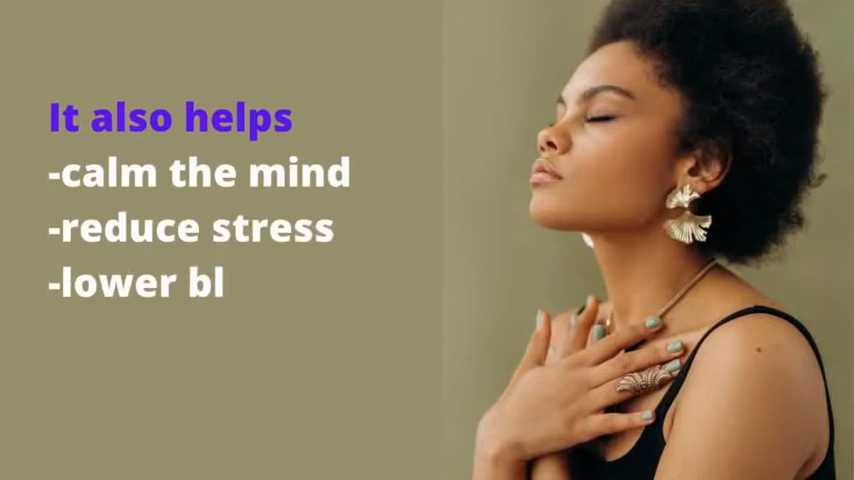 It also helps
-calm the mind
-reduce stress
-lower bl